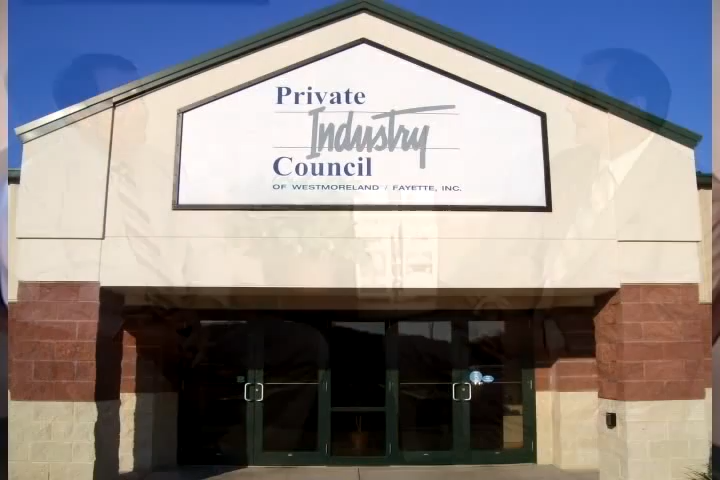 Private
Industry
Council
OF WESTMORELAND / FAYETTE, INC.